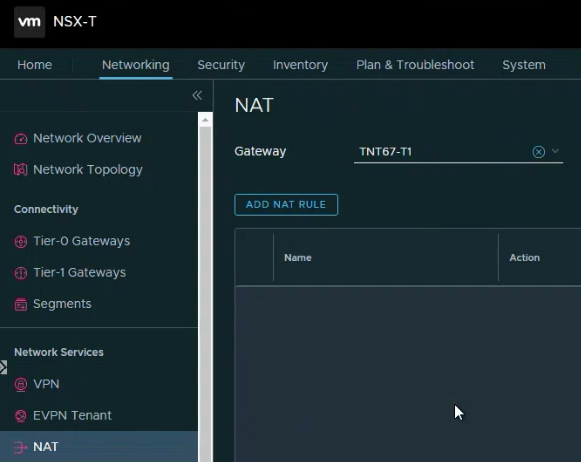 vm NSX-T
Home Networking Security Inventory Plan & Troubleshoot System
«
NAT
Network Overview
Gateway TNT67-T1
Network Topology
ADD NAT RULE
Connectivity
Tier-0 Gateways
Name Action
Tier-1 Gateways
Segments
Network Services
VPN
EVPN Tenant
NAT